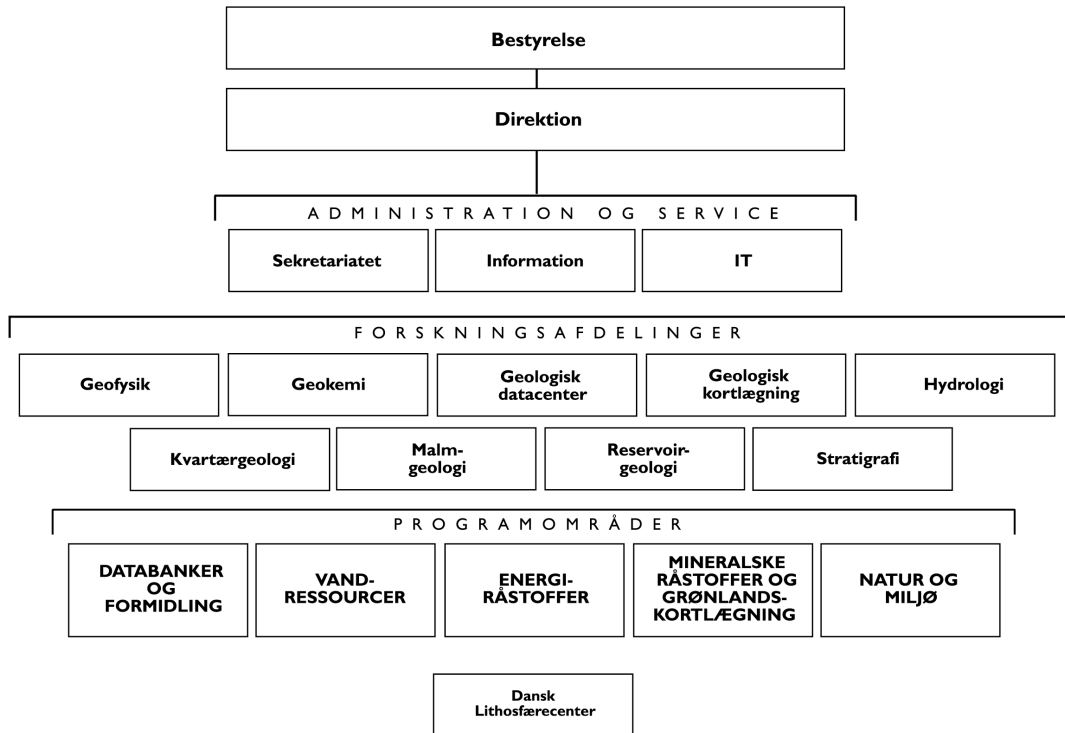 Bestyrelse
Direktion
ADMINISTRATION OG SERVICE
Sekretariatet
Information
IT
FORSKNINGSAFDELINGER
Geofysik
Geokemi
Geologisk
datacenter
Geologisk
kortlægning
Hydrologi
Kvartærgeologi
Malm-
geologi
Reservoir-
geologi
Stratigrafi
PROGRAMOMRÅDER
DATABANKER
OG
FORMIDLING
VAND-
RESSOURCER
ENERGI-
RÅSTOFFER
MINERALSKE
RÅSTOFFER OG
GRØNLANDS-
KORTLÆGNING
NATUR OG
MILJØ
Dansk
Lithosfærecenter